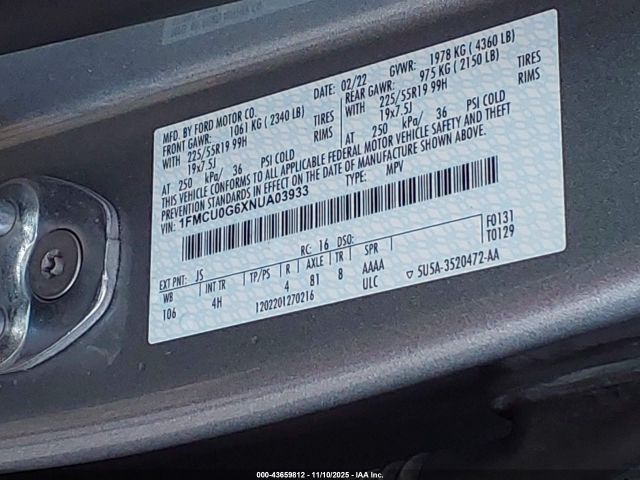 MFD. BY FORD MOTOR CO. DATE: 02/22 GVWR: 1978 KG ( 4360 LB)
FRONT GAWR: 1061 KG ( 2340 LB) REAR GAWR: 975 KG ( 2150 LB)
WITH 225/55R19 99H TIRES WITH 225/55R19 99H TIRES
19x7.5J RIMS 19x7.5J RIMS
AT 250 kPa/ 36 PSI COLD AT 250 kPa/ 36 PSI COLD
THIS VEHICLE CONFORMS TO ALL APPLICABLE FEDERAL MOTOR VEHICLE SAFETY AND THEFT
PREVENTION STANDARDS IN EFFECT ON THE DATE OF MANUFACTURE SHOWN ABOVE.
VIN: 1FMCU0G6XNUA03933 TYPE: MPV
F0131
T0129
EXT PNT: JS RC: 16 DSO:
WB INT TR TP/PS R AXLE TR SPR
106 4H 4 81 8 AAAA
ULC
5U5A-3520472-AA
1202201270216
000-43659812 - 11/10/2025 - IAA Inc.